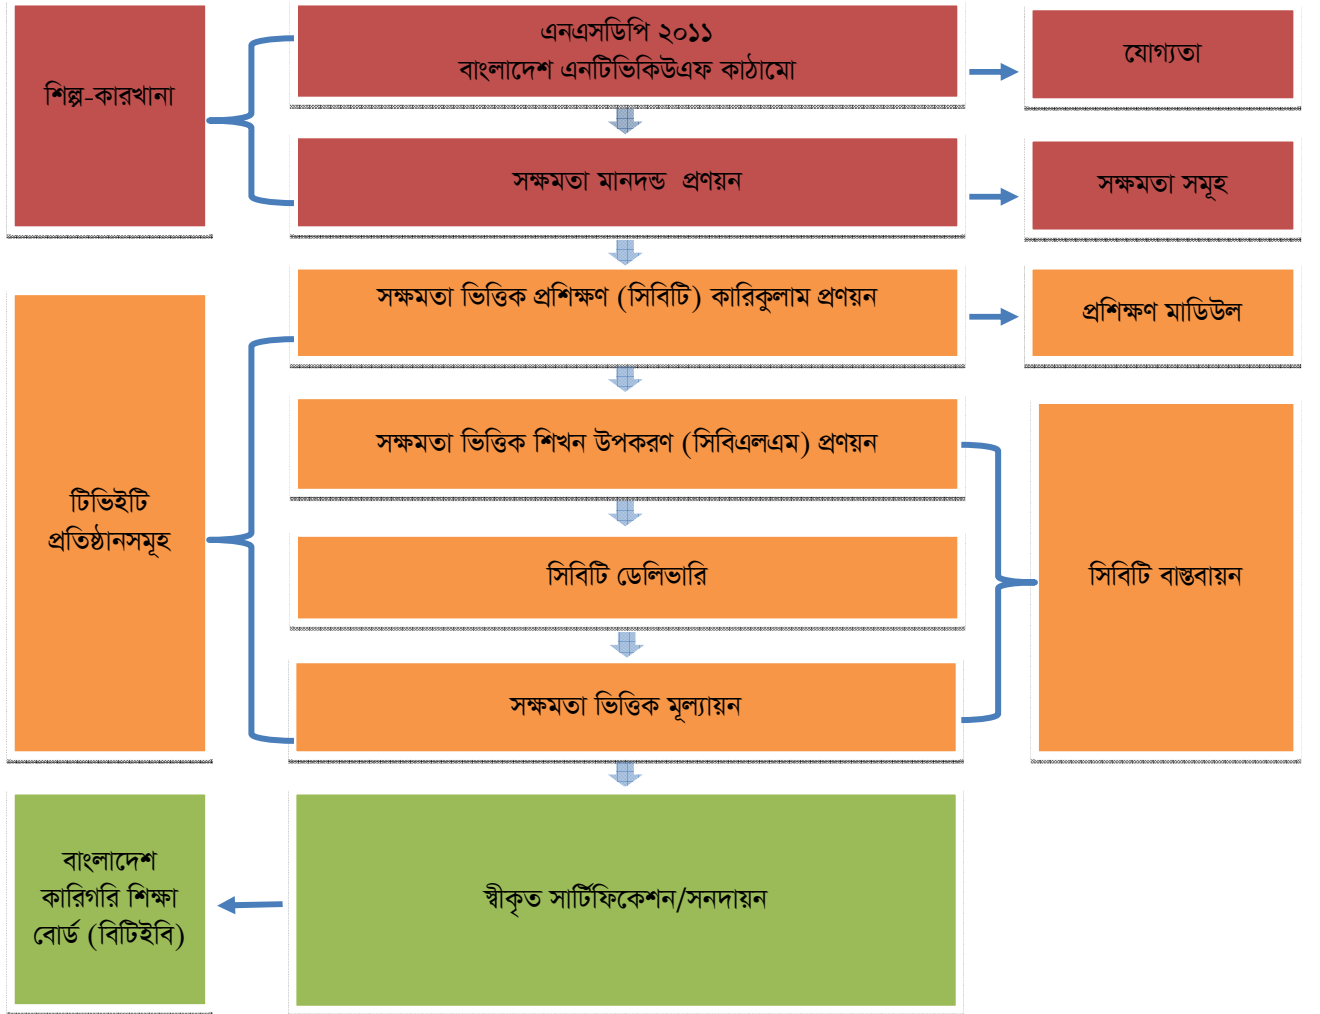 শিল্প-কারখানা
এনএসডিপি ২০১১
বাংলাদেশ এনটিভিকিউএফ কাঠামো
যোগ্যতা
সক্ষমতা মানদন্ড প্রণয়ন
সক্ষমতা সমূহ
সক্ষমতা ভিত্তিক প্রশিক্ষণ (সিবিটি) কারিকুলাম প্রণয়ন
প্রশিক্ষণ মাডিউল
টিভিইটি
প্রতিষ্ঠানসমূহ
সক্ষমতা ভিত্তিক শিখন উপকরণ (সিবিএলএম) প্রণয়ন
সিবিটি ডেলিভারি
সক্ষমতা ভিত্তিক মূল্যায়ন
সিবিটি বাস্তবায়ন
বাংলাদেশ
কারিগরি শিক্ষা
বোর্ড (বিটিইবি)
স্বীকৃত সার্টিফিকেশন/সনদায়ন